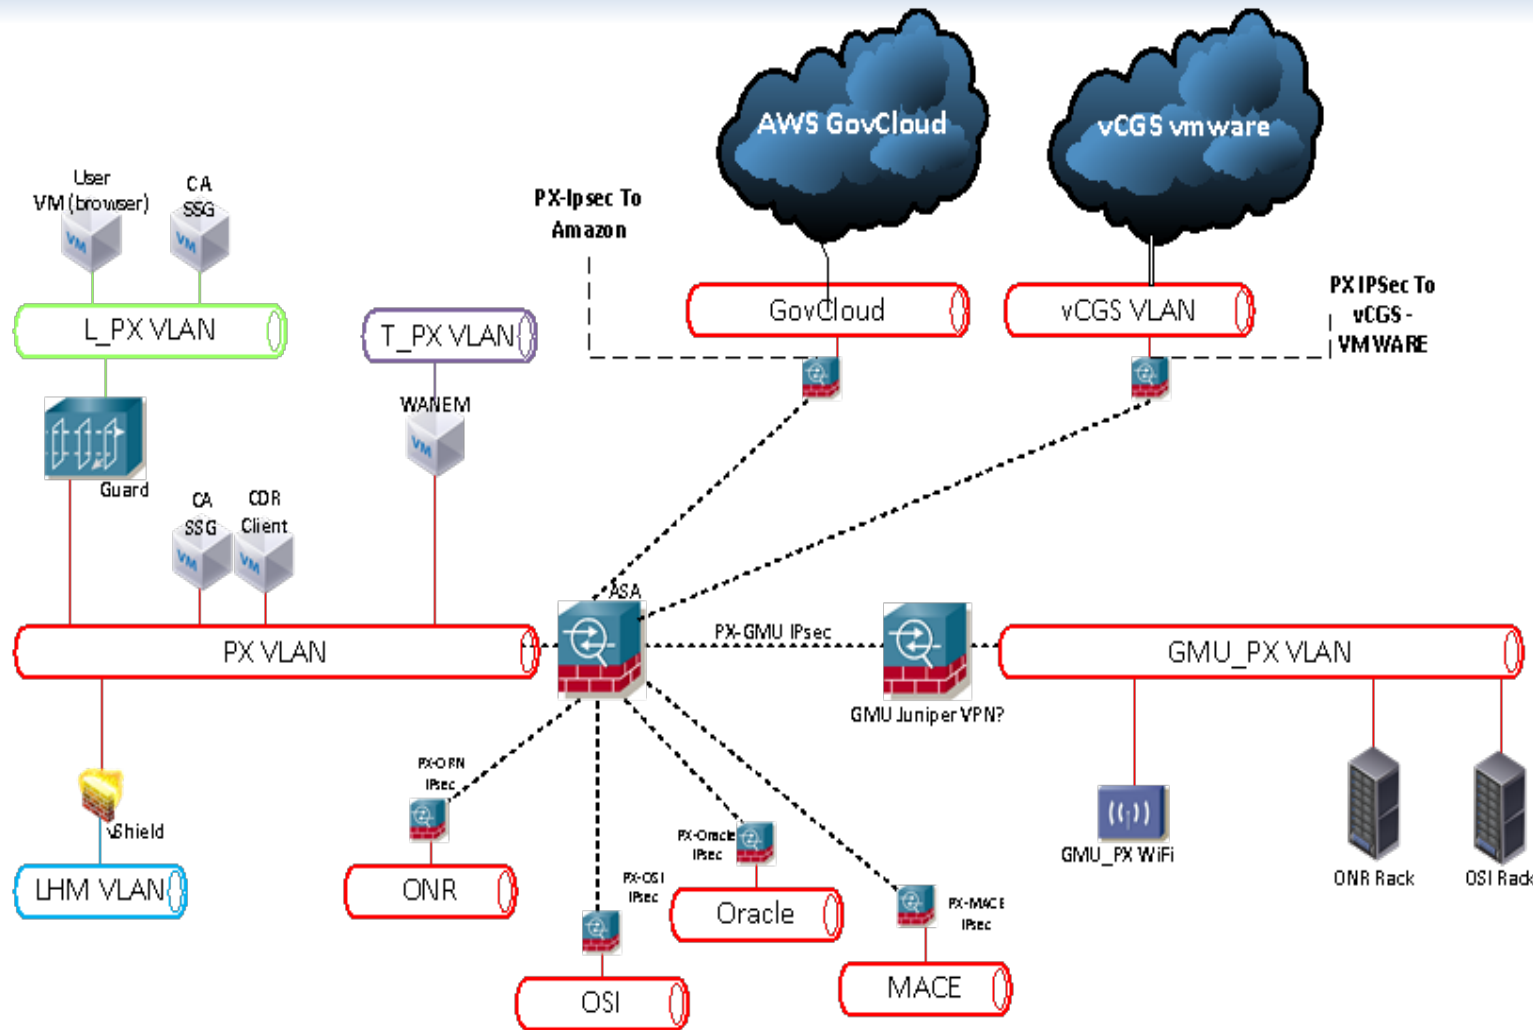 AWS GovCloud
vCGS vmware
User
VM (browser)
CA
SSG
PX-Ipsec To
Amazon
VM
VM
L_PX VLAN
T_PX VLAN
GovCloud
vCGS VLAN
PX IPSec To
vCGS -
VMWARE
WANEM
VM
Guard
CA
SSG
CDR
Client
VM
VM
ASA
PX VLAN
PX-GMU IPsec
GMU_PX VLAN
GMU Juniper VPN?
PX-ORN
IPsec
vShield
PX-Oracle
IPsec
GMU_PX WiFi
ONR Rack
OSI Rack
LHM VLAN
ONR
PX-OSI
IPsec
Oracle
PX-MACE
IPsec
OSI
MACE